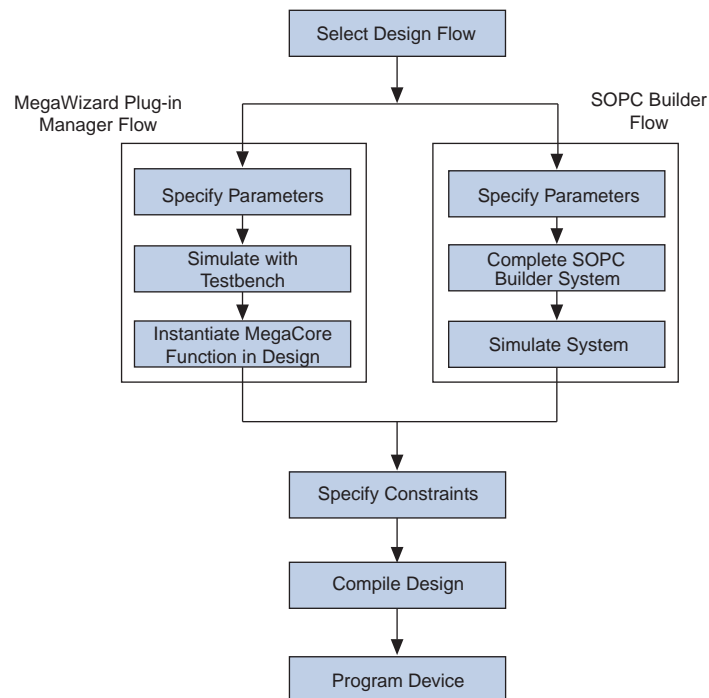 Select Design Flow
MegaWizard Plug-in
Manager Flow
SOPC Builder
Flow
Specify Parameters
Simulate with
Testbench
Instantiate MegaCore
Function in Design
Specify Parameters
Complete SOPC
Builder System
Simulate System
Specify Constraints
Compile Design
Program Device